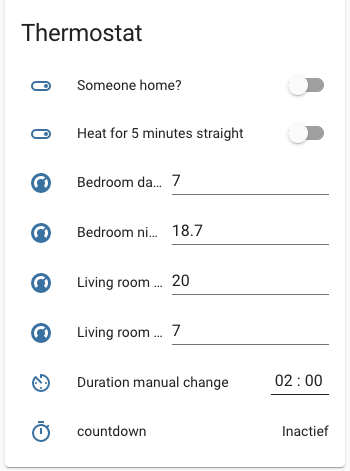 Thermostat
Someone home?
Heat for 5 minutes straight
Bedroom da... 7
Bedroom ni... 18.7
Living room ... 20
Living room ... 7
Duration manual change 02 : 00
countdown Inactief